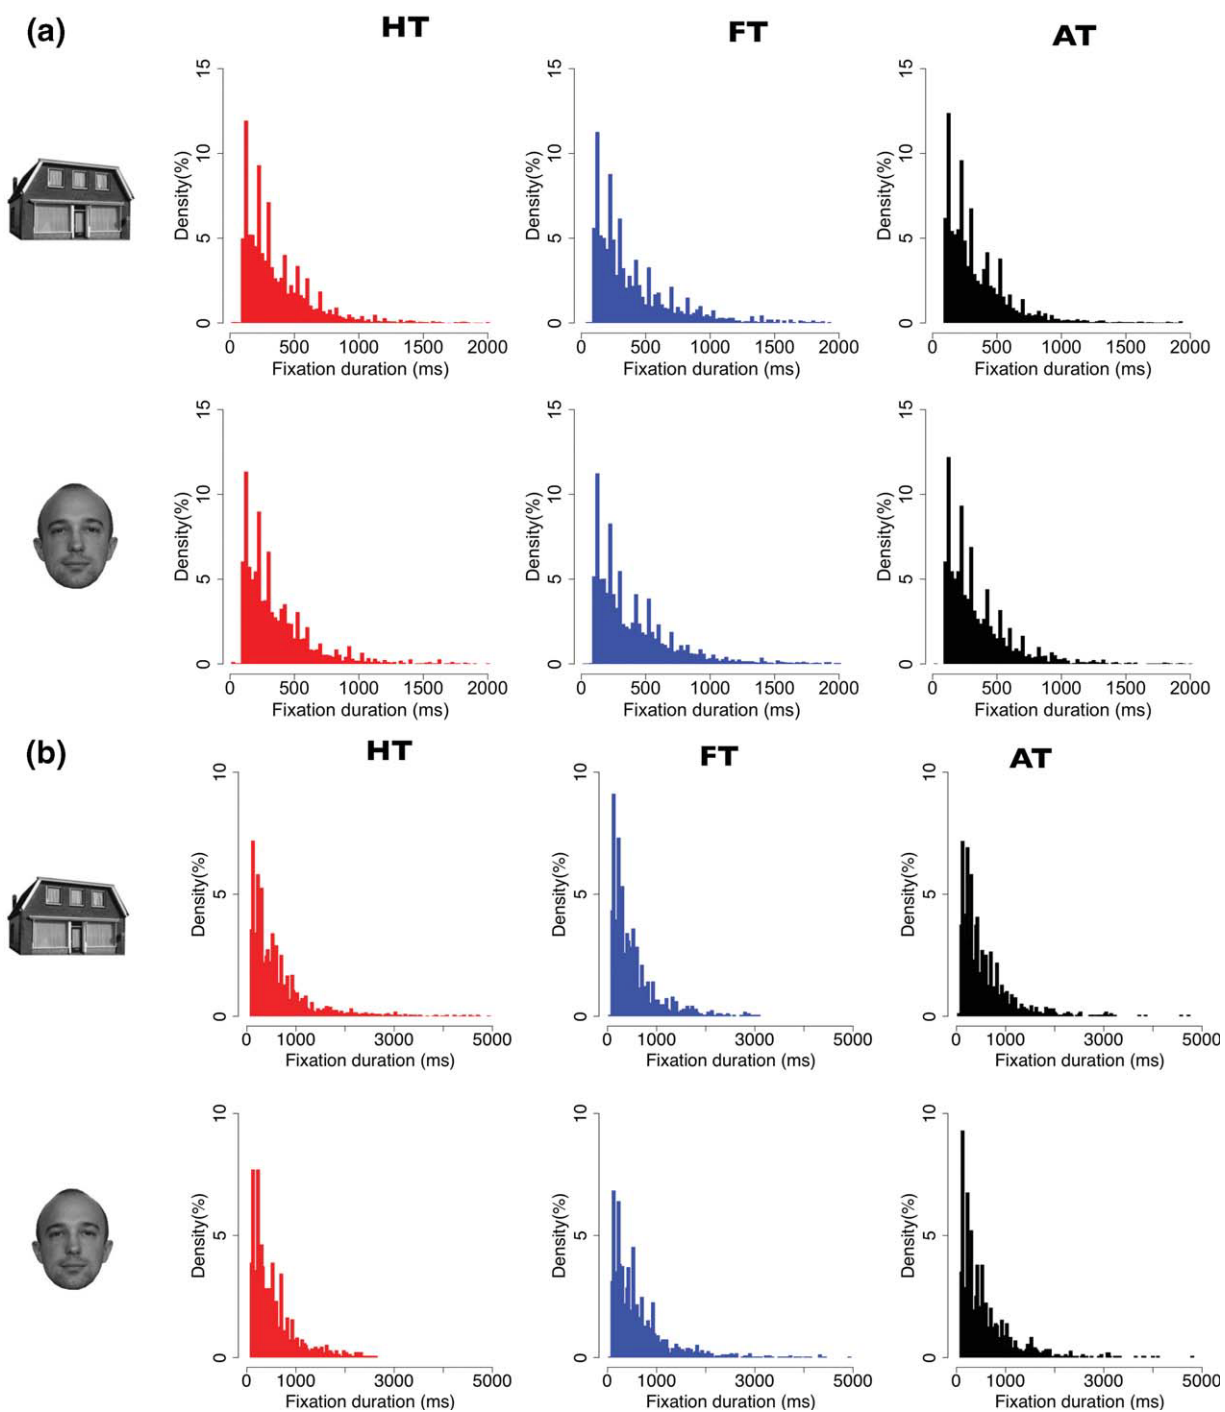 (a) HT FT AT
15 15 15
10 10 10
5 5 5
0 0 0
Density(%) Density(%) Density(%)
0 500 1000 1500 2000 0 500 1000 1500 2000 0 500 1000 1500 2000
Fixation duration (ms) Fixation duration (ms) Fixation duration (ms)
15 15 15
10 10 10
5 5 5
0 0 0
Density(%) Density(%) Density(%)
0 500 1000 1500 2000 0 500 1000 1500 2000 0 500 1000 1500 2000
Fixation duration (ms) Fixation duration (ms) Fixation duration (ms)
(b) HT FT AT
10 10 10
5 5 5
0 0 0
Density(%) Density(%) Density(%)
0 1000 3000 5000 0 1000 3000 5000 0 1000 3000 5000
Fixation duration (ms) Fixation duration (ms) Fixation duration (ms)
10 10 10
5 5 5
0 0 0
Density(%) Density(%) Density(%)
0 1000 3000 5000 0 1000 3000 5000 0 1000 3000 5000
Fixation duration (ms) Fixation duration (ms) Fixation duration (ms)